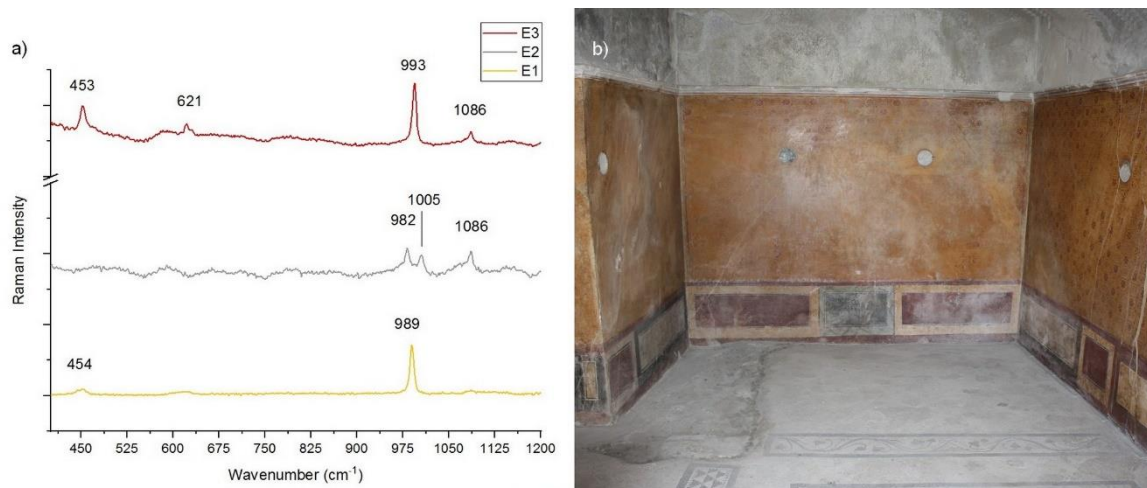 a)
E3
E2
E1
453
621
993
1086
982
1005
1086
454
989
Raman Intensity
450 525 600 675 750 825 900 975 1050 1125 1200
Wavenumber (cm⁻¹)
b)